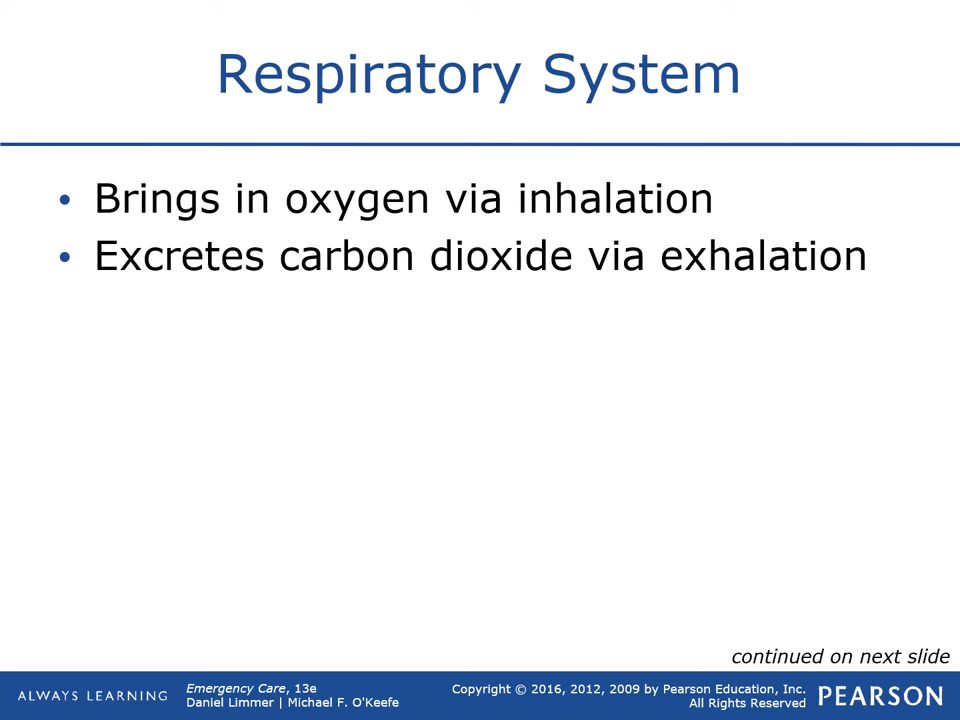 Respiratory System
• Brings in oxygen via inhalation
• Excretes carbon dioxide via exhalation
continued on next slide
ALWAYS LEARNING
Emergency Care, 13e
Daniel Limmer | Michael F. O'Keefe
Copyright © 2016, 2012, 2009 by Pearson Education, Inc.
All Rights Reserved
PEARSON